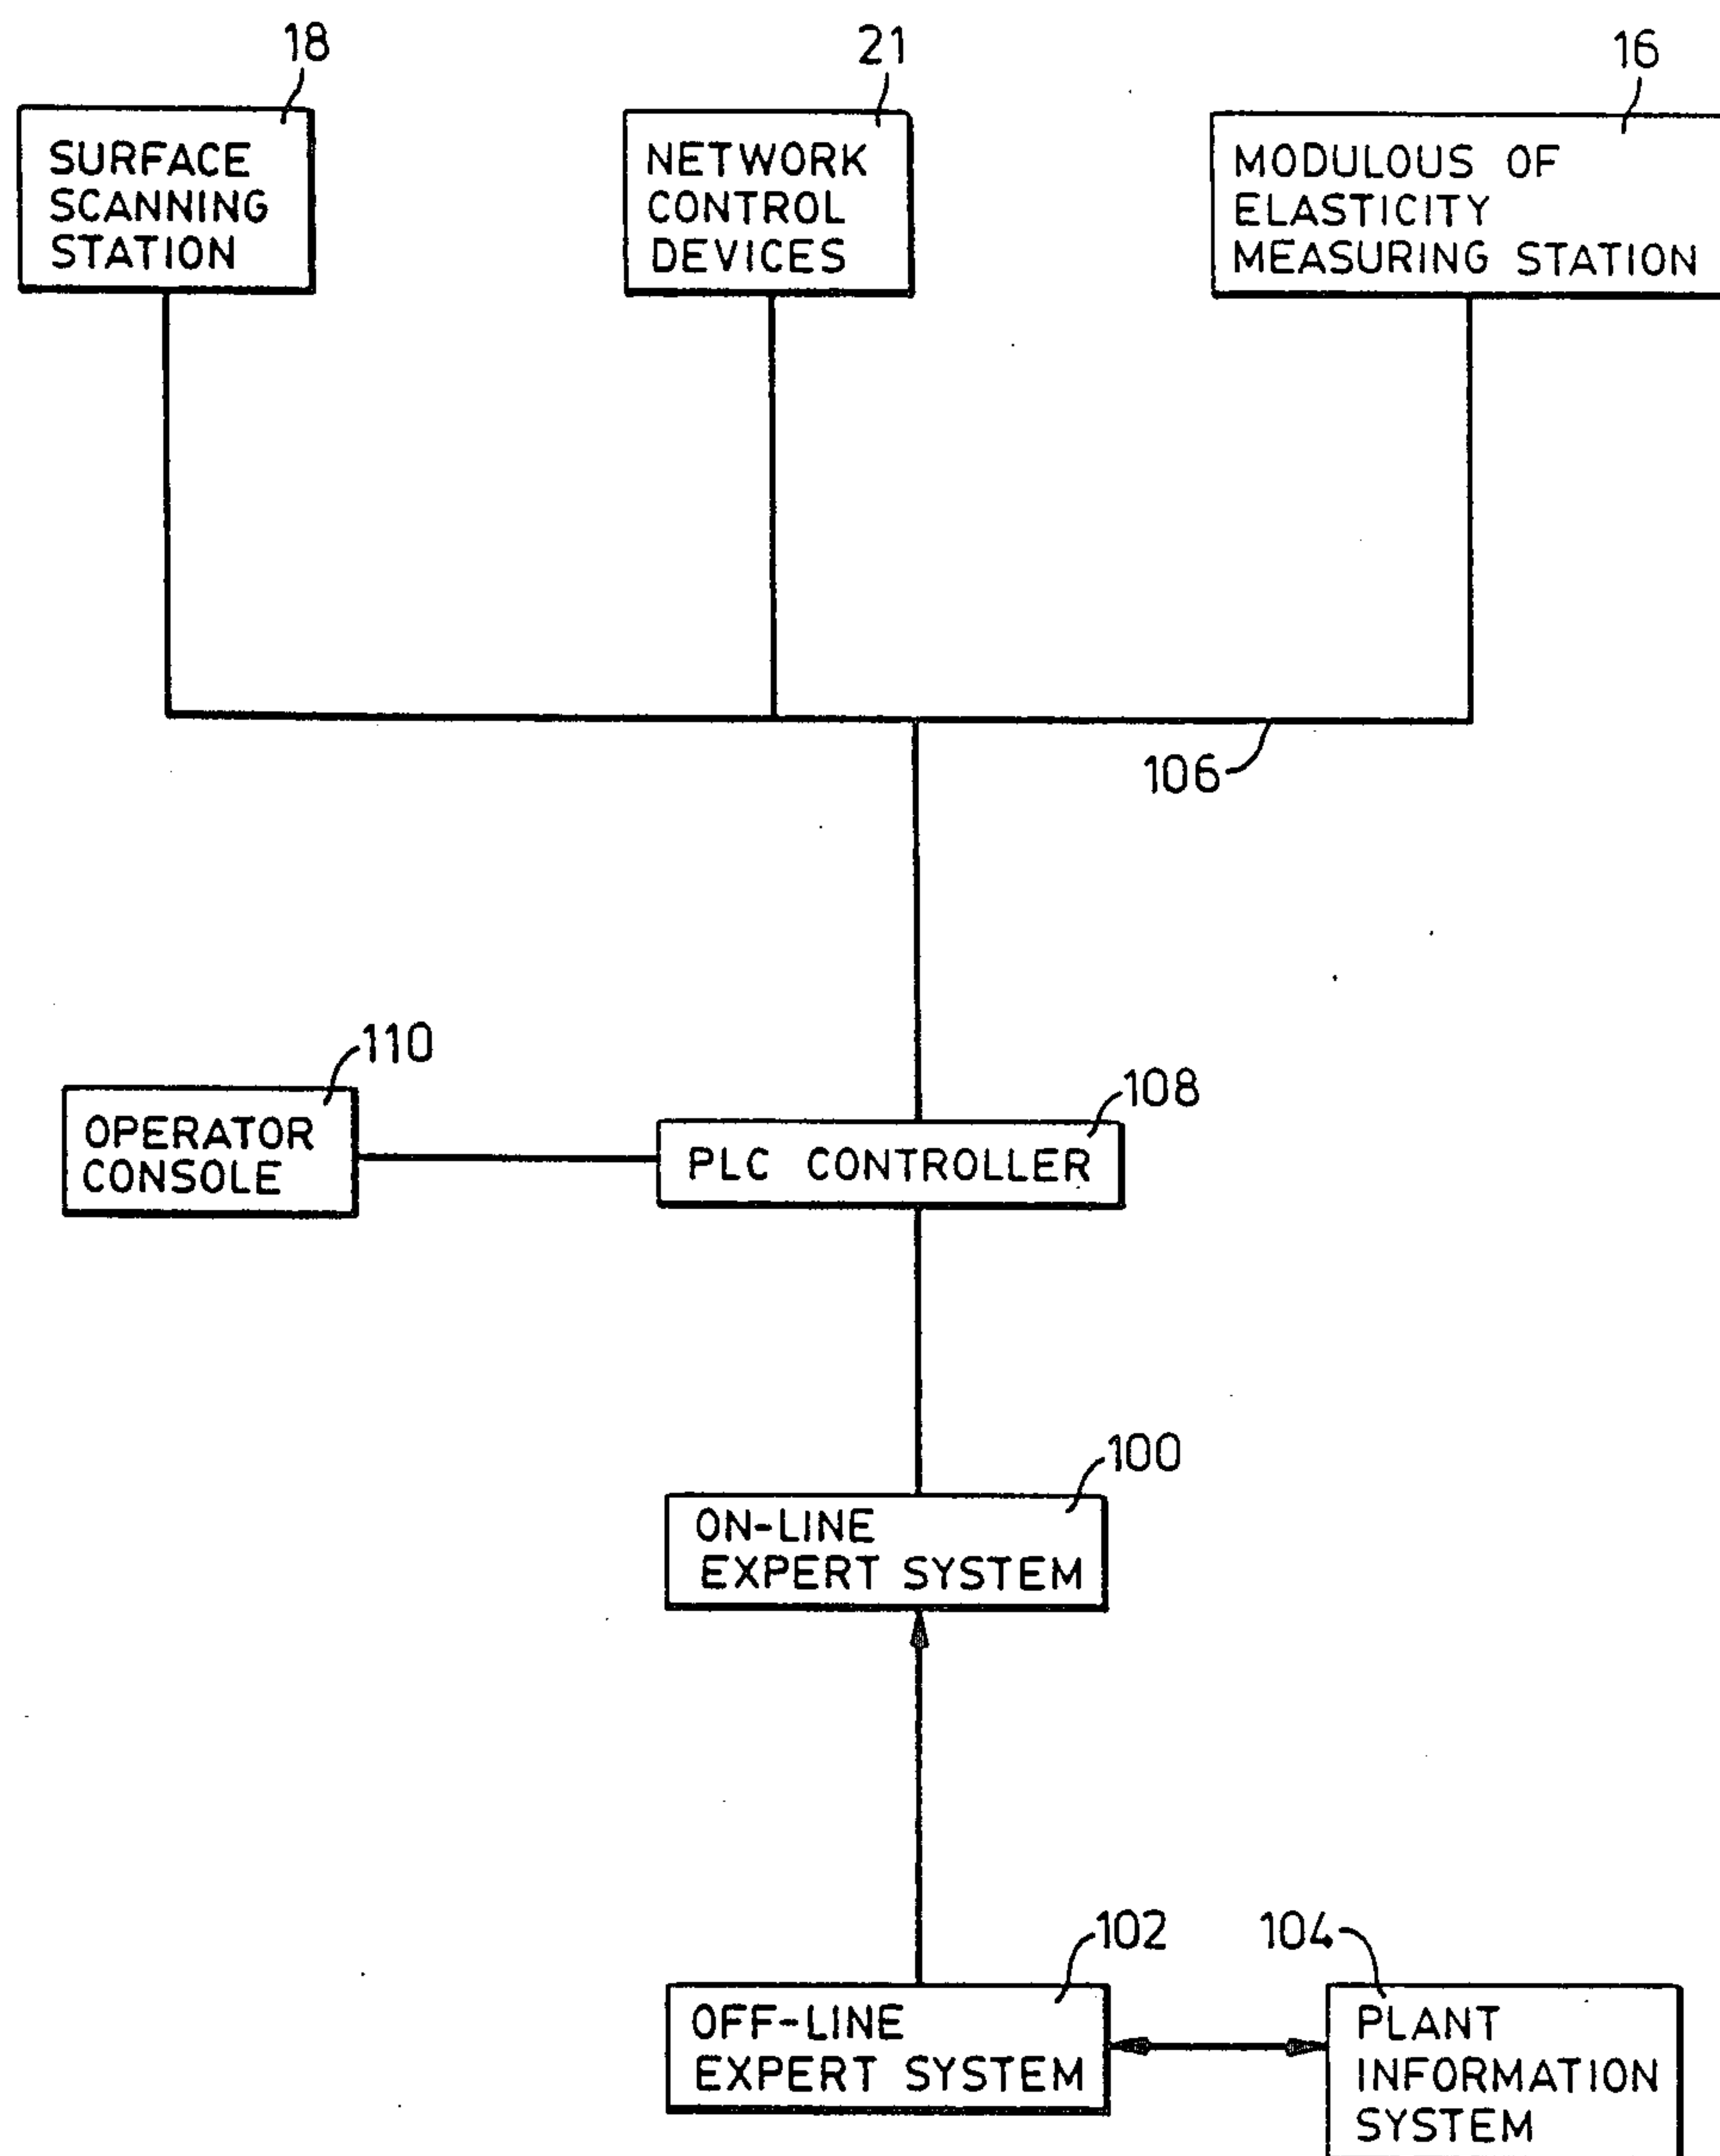 18
21
16
SURFACE
SCANNING
STATION
NETWORK
CONTROL
DEVICES
MODULOUS OF
ELASTICITY
MEASURING STATION
106
110
OPERATOR
CONSOLE
108
PLC CONTROLLER
100
ON-LINE
EXPERT SYSTEM
102
104
OFF-LINE
EXPERT SYSTEM
PLANT
INFORMATION
SYSTEM